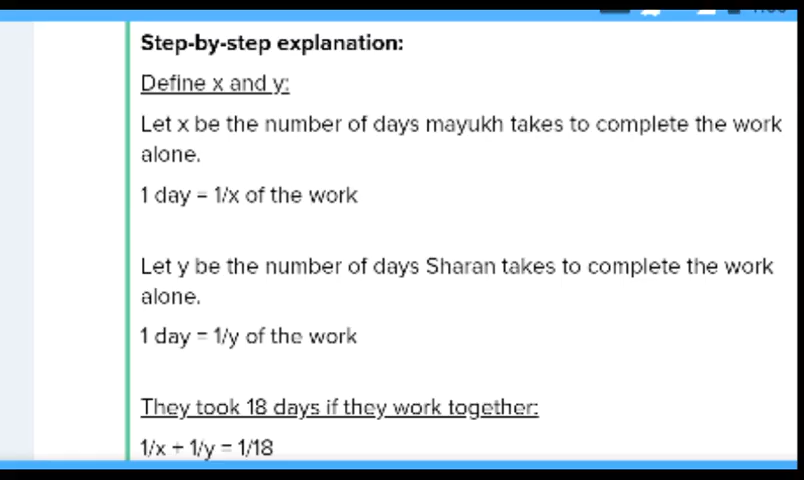 Step-by-step explanation:
Define x and y:
Let x be the number of days mayukh takes to complete the work
alone.
1 day = 1/x of the work
Let y be the number of days Sharan takes to complete the work
alone.
1 day = 1/y of the work
They took 18 days if they work together:
1/x + 1/y = 1/18